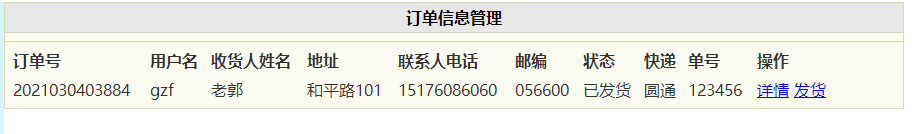 订单信息管理
订单号 用户名 收货人姓名 地址 联系人电话 邮编 状态 快递 单号 操作
2021030403884 gzf 老郭 和平路101 15176086060 056600 已发货 圆通 123456 详情 发货